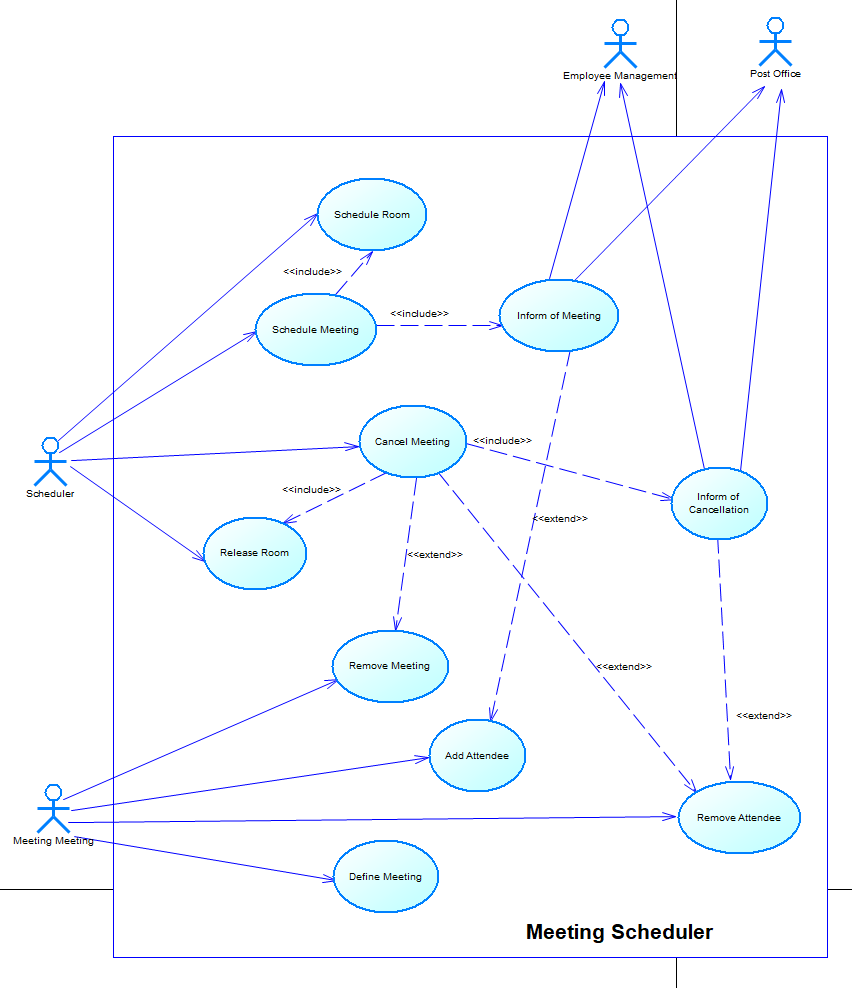 Employee Management
Post Office
Schedule Room
<<include>>
Schedule Meeting
<<include>>
Inform of Meeting
Scheduler
Cancel Meeting
<<include>>
<<include>>
Inform of
Cancellation
<<extend>>
Release Room
<<extend>>
Remove Meeting
<<extend>>
<<extend>>
Add Attendee
Meeting Meeting
Remove Attendee
Define Meeting
Meeting Scheduler